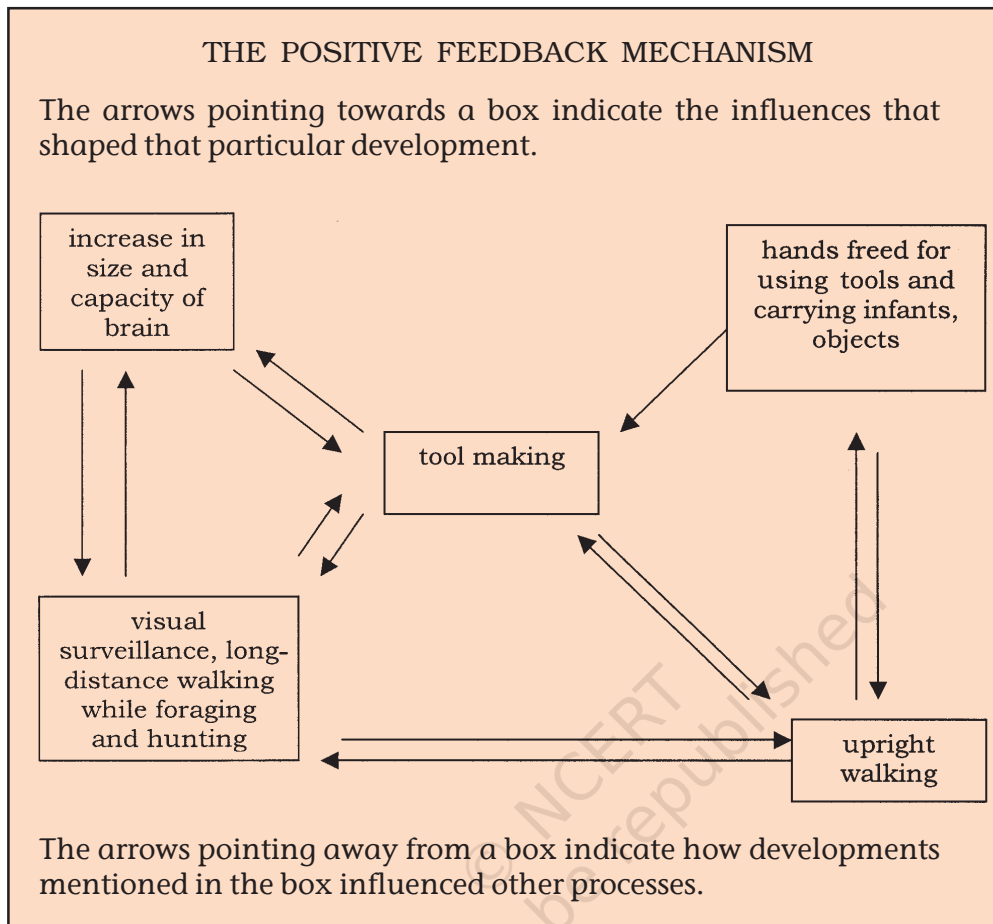 THE POSITIVE FEEDBACK MECHANISM
The arrows pointing towards a box indicate the influences that
shaped that particular development.
increase in
size and
capacity of
brain
hands freed for
using tools and
carrying infants,
objects
tool making
visual
surveillance, long-
distance walking
while foraging
and hunting
upright
walking
© NCERT
be republished
The arrows pointing away from a box indicate how developments
mentioned in the box influenced other processes.